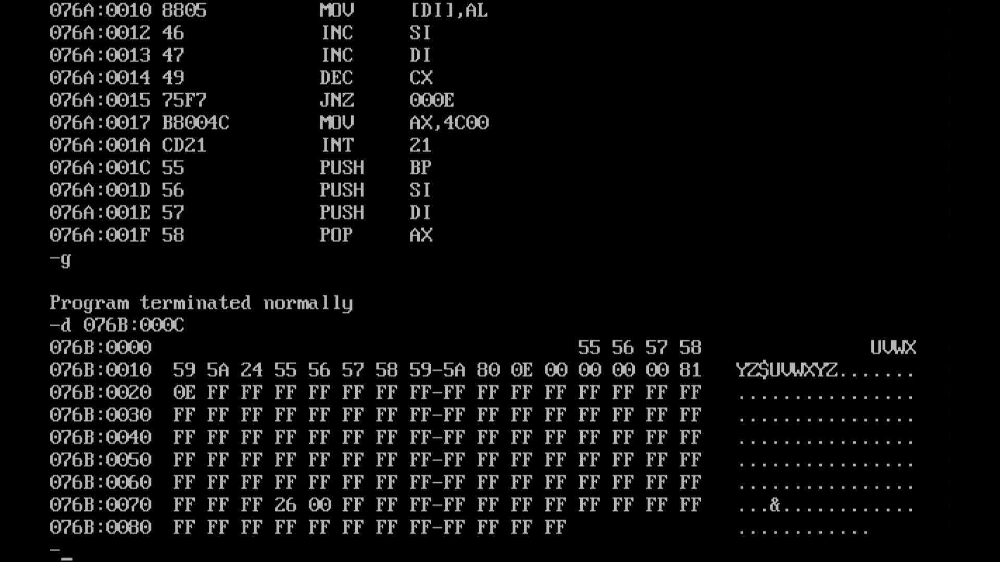 076A:0010 8805          MOV     [DI],AL
076A:0012 46            INC     SI
076A:0013 47            INC     DI
076A:0014 49            DEC     CX
076A:0015 75F7          JNZ     000E
076A:0017 B8004C        MOV     AX,4C00
076A:001A CD21          INT     21
076A:001C 55            PUSH    BP
076A:001D 56            PUSH    SI
076A:001E 57            PUSH    DI
076A:001F 58            POP     AX
-g
Program terminated normally
-d 076B:000C
076B:0000                                      55 56 57 58               UVWX
076B:0010  59 5A 24 55 56 57 58 59-5A 80 0E 00 00 00 00 81   YZ$UVWXYZ.......
076B:0020  0E FF FF FF FF FF FF FF-FF FF FF FF FF FF FF FF   ................
076B:0030  FF FF FF FF FF FF FF FF-FF FF FF FF FF FF FF FF   ................
076B:0040  FF FF FF FF FF FF FF FF-FF FF FF FF FF FF FF FF   ................
076B:0050  FF FF FF FF FF FF FF FF-FF FF FF FF FF FF FF FF   ................
076B:0060  FF FF FF FF FF FF FF FF-FF FF FF FF FF FF FF FF   ................
076B:0070  FF FF FF 26 00 FF FF FF-FF FF FF FF FF FF FF FF   ...&............
076B:0080  FF FF FF FF FF FF FF FF-FF FF FF FF               ............
-_